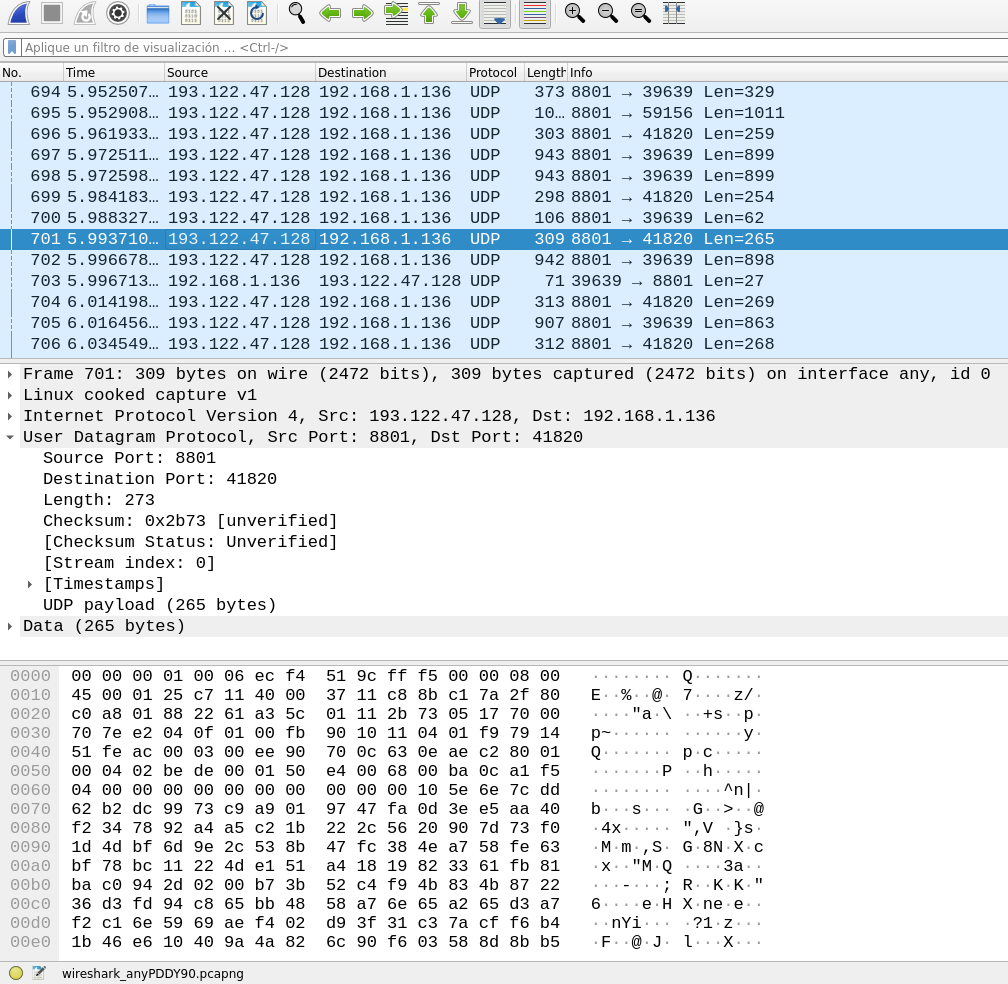 Aplique un filtro de visualización … <Ctrl-/>
No. Time Source Destination Protocol Length Info
694 5.952507… 193.122.47.128 192.168.1.136 UDP 373 8801 → 39639 Len=329
695 5.952908… 193.122.47.128 192.168.1.136 UDP 10… 8801 → 59156 Len=1011
696 5.961933… 193.122.47.128 192.168.1.136 UDP 303 8801 → 41820 Len=259
697 5.972511… 193.122.47.128 192.168.1.136 UDP 943 8801 → 39639 Len=899
698 5.972598… 193.122.47.128 192.168.1.136 UDP 943 8801 → 39639 Len=899
699 5.984183… 193.122.47.128 192.168.1.136 UDP 298 8801 → 41820 Len=254
700 5.988327… 193.122.47.128 192.168.1.136 UDP 106 8801 → 39639 Len=62
701 5.993710… 193.122.47.128 192.168.1.136 UDP 309 8801 → 41820 Len=265
702 5.996678… 193.122.47.128 192.168.1.136 UDP 942 8801 → 39639 Len=898
703 5.996713… 192.168.1.136 193.122.47.128 UDP 71 39639 → 8801 Len=27
704 6.014198… 193.122.47.128 192.168.1.136 UDP 313 8801 → 41820 Len=269
705 6.016456… 193.122.47.128 192.168.1.136 UDP 907 8801 → 39639 Len=863
706 6.034549… 193.122.47.128 192.168.1.136 UDP 312 8801 → 41820 Len=268
Frame 701: 309 bytes on wire (2472 bits), 309 bytes captured (2472 bits) on interface any, id 0
Linux cooked capture v1
Internet Protocol Version 4, Src: 193.122.47.128, Dst: 192.168.1.136
User Datagram Protocol, Src Port: 8801, Dst Port: 41820
Source Port: 8801
Destination Port: 41820
Length: 273
Checksum: 0x2b73 [unverified]
[Checksum Status: Unverified]
[Stream index: 0]
[Timestamps]
UDP payload (265 bytes)
Data (265 bytes)
0000 00 00 00 01 00 06 ec f4 51 9c ff f5 00 00 08 00 ········ Q·······
0010 45 00 01 25 c7 11 40 00 37 11 c8 8b c1 7a 2f 80 E··%··@· 7····z/·
0020 c0 a8 01 88 22 61 a3 5c 01 11 2b 73 05 17 70 00 ····"a·\ ··+s··p·
0030 70 7e e2 04 0f 01 00 fb 90 10 11 04 01 f9 79 14 p~······ ······y·
0040 51 fe ac 00 03 00 ee 90 70 0c 63 0e ae c2 80 01 Q······· p·c·····
0050 00 04 02 be de 00 01 50 e4 00 68 00 ba 0c a1 f5 ·······P ··h·····
0060 04 00 00 00 00 00 00 00 00 00 10 5e 6e 7c dd ········ ···^n|·
0070 62 b2 dc 99 73 c9 a9 01 97 47 fa 0d 3e e5 aa 40 b···s··· ·G··>··@
0080 f2 34 78 92 a4 a5 c2 1b 22 2c 56 20 90 7d 73 f0 ·4x····· ",V ·}s·
0090 1d 4d bf 6d 9e 2c 53 8b 47 fc 38 4e a7 58 fe 63 ·M·m·,S· G·8N·X·c
00a0 bf 78 bc 11 22 4d e1 51 a4 18 19 82 33 61 fb 81 ·x··"M·Q ····3a··
00b0 ba c0 94 2d 02 00 b7 3b 52 c4 f9 4b 83 4b 87 22 ···-···; R··K·K·"
00c0 36 d3 fd 94 c8 65 bb 48 58 a7 6e 65 a2 65 d3 a7 6····e·H X·ne·e··
00d0 f2 c1 6e 59 69 ae f4 02 d9 3f 31 c3 7a cf f6 b4 ··nYi··· ·?1·z···
00e0 1b 46 e6 10 40 9a 4a 82 6c 90 f6 03 58 8d 8b b5 ·F··@·J· l···X···
wireshark_anyPDDY90.pcapng